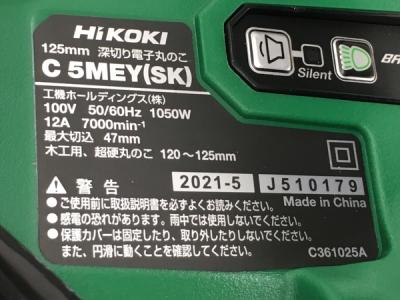 HiKOKI
125mm 深切り電子丸のこ
C 5MEY(SK)
工機ホールディングス(株)
100V 50/60Hz 1050W
12A 7000min-1
最大切込 47mm
木工用、超硬丸のこ 120～125mm
Silent
警告
2021-5 J510179
●ご使用前に取扱説明書を必ずよくお読みください。 Made in China
●感電の恐れがあります。雨中では使用しないでください。
●保護カバーは固定したり、取り外したりしないください。
また、円滑に動くことを確認してください。
C361025A